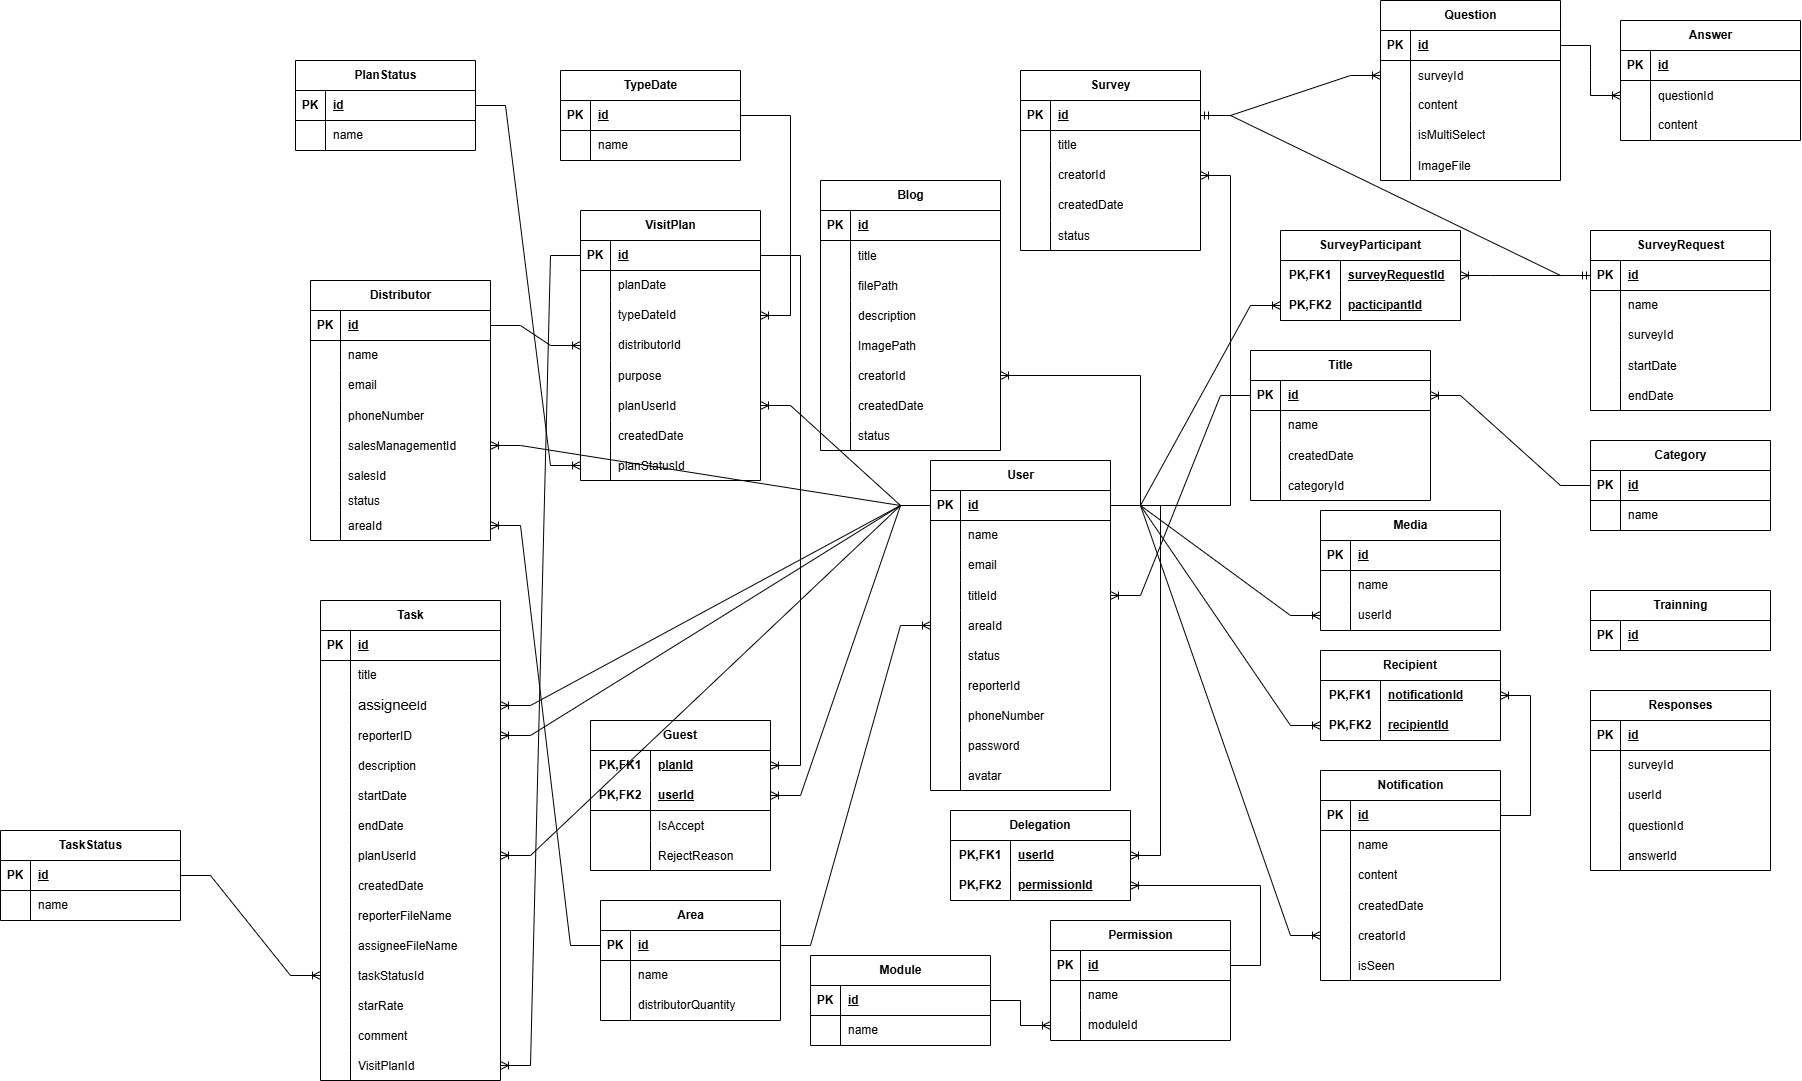 PlanStatus
PK id
name
TypeDate
PK id
name
Survey
PK id
title
creatorId
createdDate
status
Question
PK id
surveyId
content
isMultiSelect
ImageFile
Answer
PK id
questionId
content
Blog
PK id
title
filePath
description
ImagePath
creatorId
createdDate
status
VisitPlan
PK id
planDate
typeDateId
distributorId
purpose
planUserId
createdDate
planStatusId
SurveyParticipant
PK,FK1 surveyRequestId
PK,FK2 pacticipantId
SurveyRequest
PK id
name
surveyId
startDate
endDate
Distributor
PK id
name
email
phoneNumber
salesManagementId
salesId
status
areaId
Title
PK id
name
createdDate
categoryId
Category
PK id
name
User
PK id
name
email
titleId
areaId
status
reporterId
phoneNumber
password
avatar
Media
PK id
name
userId
Trainning
PK id
Task
PK id
title
assigneeId
reporterID
description
startDate
endDate
planUserId
createdDate
reporterFileName
assigneeFileName
taskStatusId
starRate
comment
VisitPlanId
Recipient
PK,FK1 notificationId
PK,FK2 recipientId
Responses
PK id
surveyId
userId
questionId
answerId
Guest
PK,FK1 planId
PK,FK2 userId
IsAccept
RejectReason
Notification
PK id
name
content
createdDate
creatorId
isSeen
TaskStatus
PK id
name
Delegation
PK,FK1 userId
PK,FK2 permissionId
Area
PK id
name
distributorQuantity
Permission
PK id
name
moduleId
Module
PK id
name